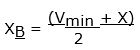 X_B = (V_min + X) / 2